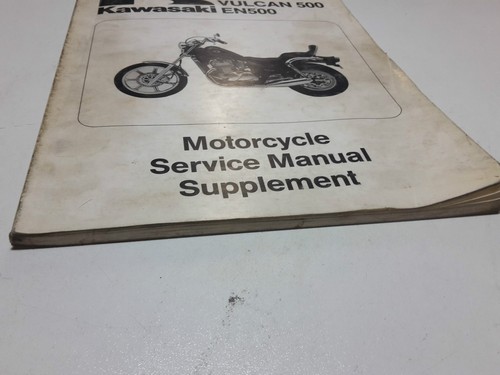 VULCAN 500
Kawasaki EN500
Motorcycle
Service Manual
Supplement